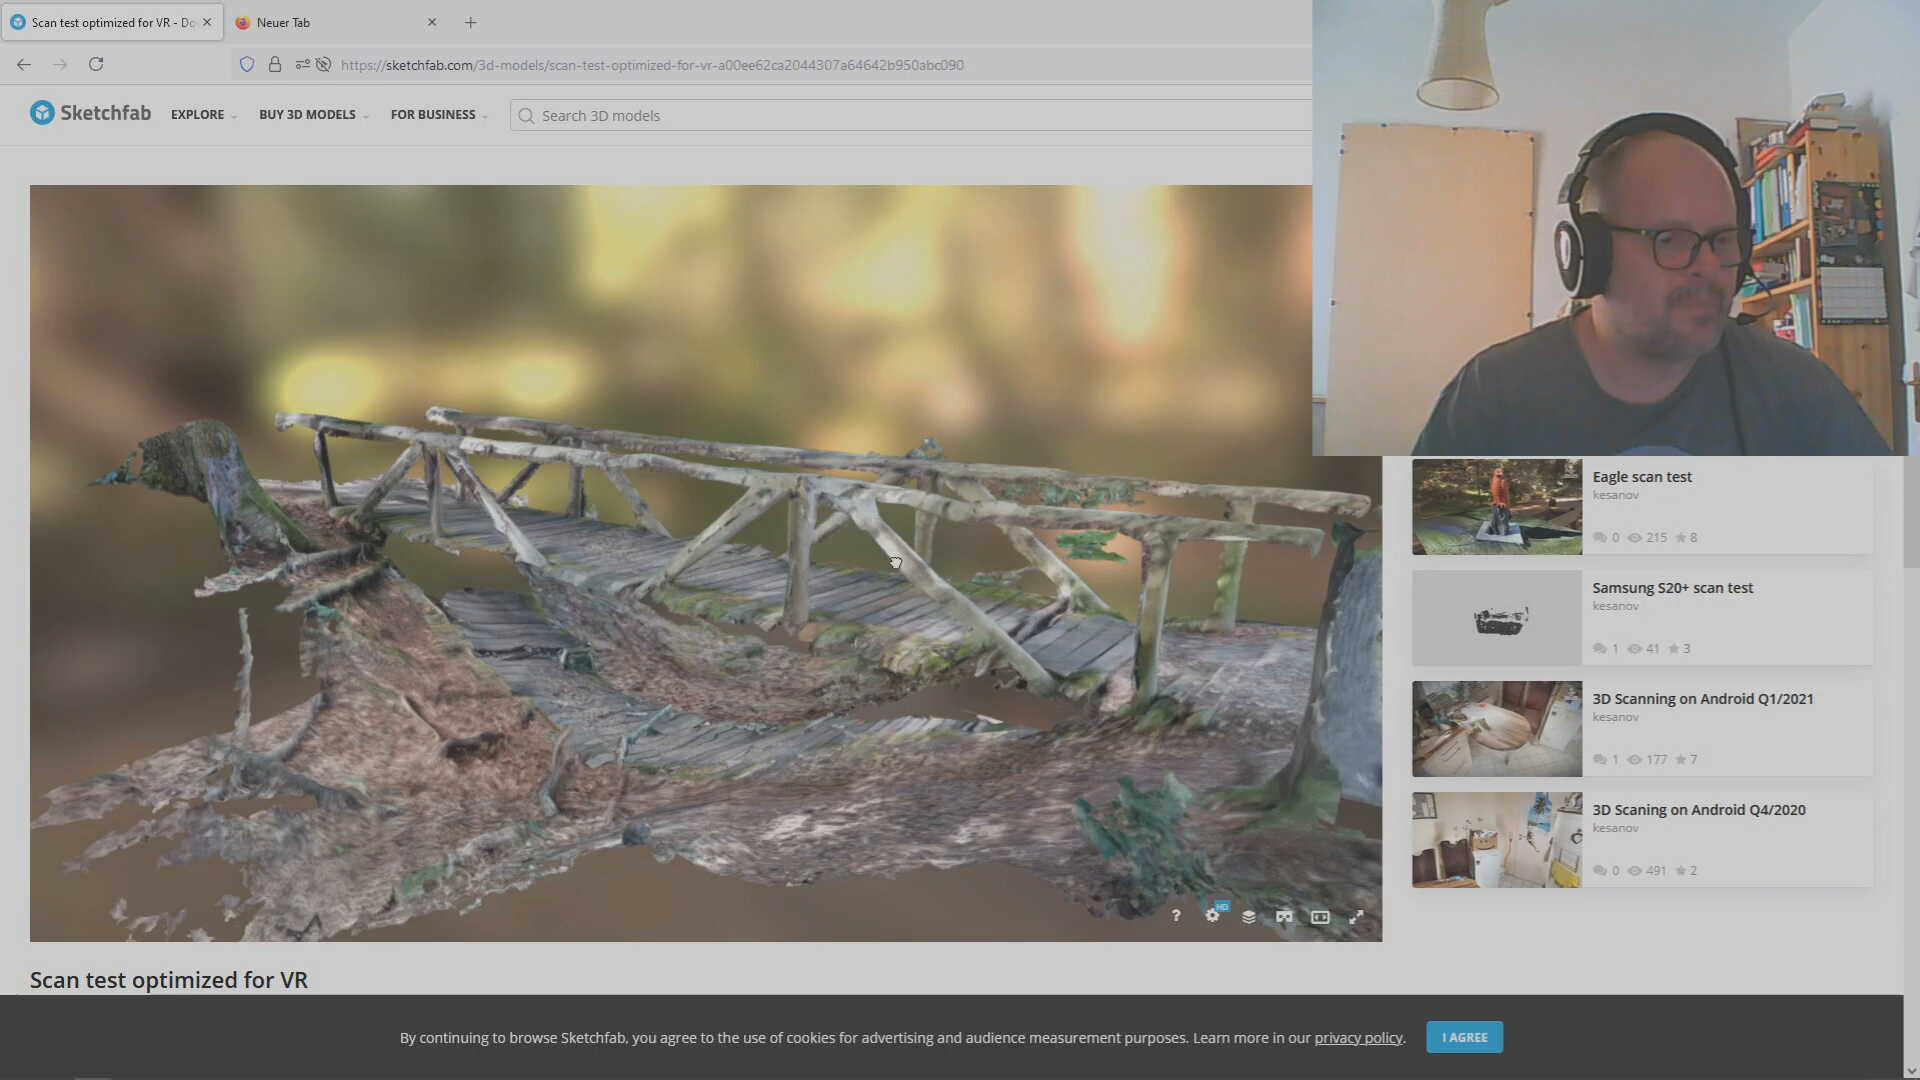 Scan test optimized for VR - Do
Neuer Tab
https://sketchfab.com/3d-models/scan-test-optimized-for-vr-a00ee62ca2044307a64642b950abc090
Sketchfab
EXPLORE
BUY 3D MODELS
FOR BUSINESS
Search 3D models
Eagle scan test
kesanov
0 215 8
Samsung S20+ scan test
kesanov
1 41 3
3D Scanning on Android Q1/2021
kesanov
1 177 7
3D Scaning on Android Q4/2020
kesanov
0 491 2
? HD
Scan test optimized for VR
By continuing to browse Sketchfab, you agree to the use of cookies for advertising and audience measurement purposes. Learn more in our privacy policy.
I AGREE